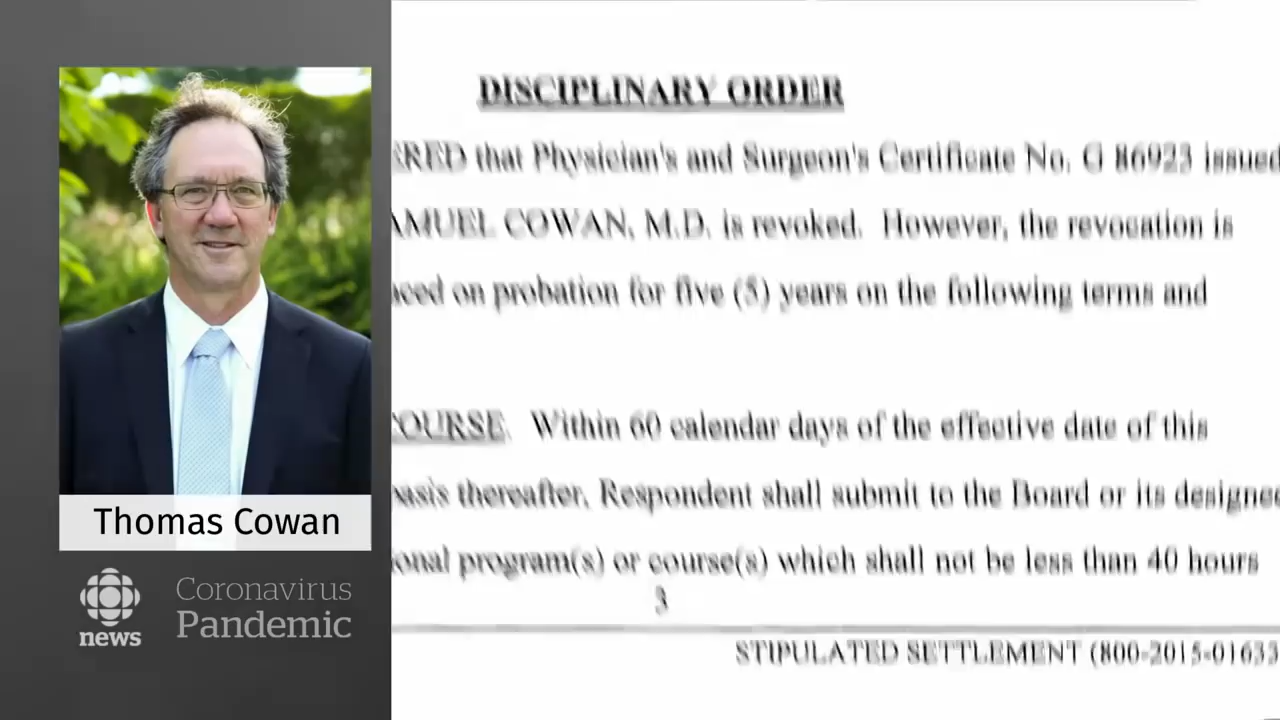 Thomas Cowan
news
Coronavirus
Pandemic
DISCIPLINARY ORDER
ERED that Physician's and Surgeon's Certificate No. G 86923 issued
AMUEL COWAN, M.D. is revoked. However, the revocation is
aced on probation for five (5) years on the following terms and
COURSE. Within 60 calendar days of the effective date of this
basis thereafter, Respondent shall submit to the Board or its designee
ional program(s) or course(s) which shall not be less than 40 hours
3
STIPULATED SETTLEMENT (800-2015-01633